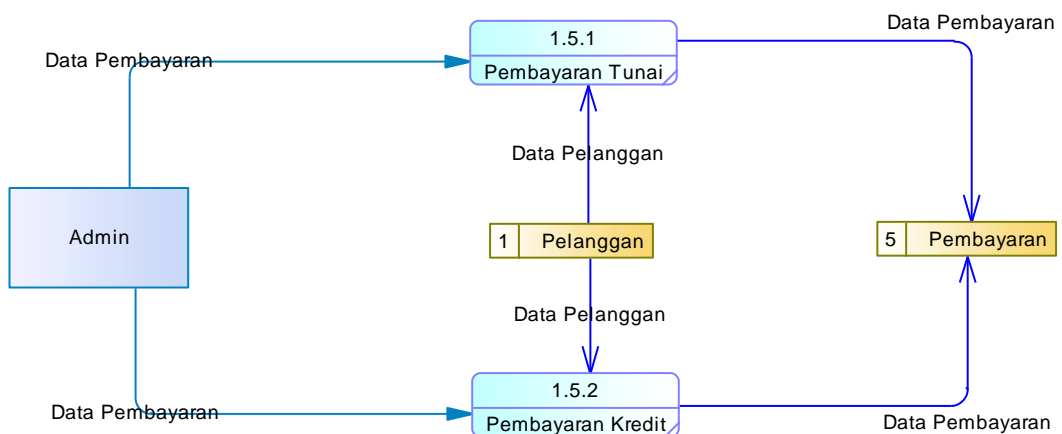 Data Pembayaran
1.5.1
Data Pembayaran
Pembayaran Tunai
Data Pelanggan
Admin
1 Pelanggan
5 Pembayaran
Data Pelanggan
1.5.2
Data Pembayaran
Pembayaran Kredit
Data Pembayaran